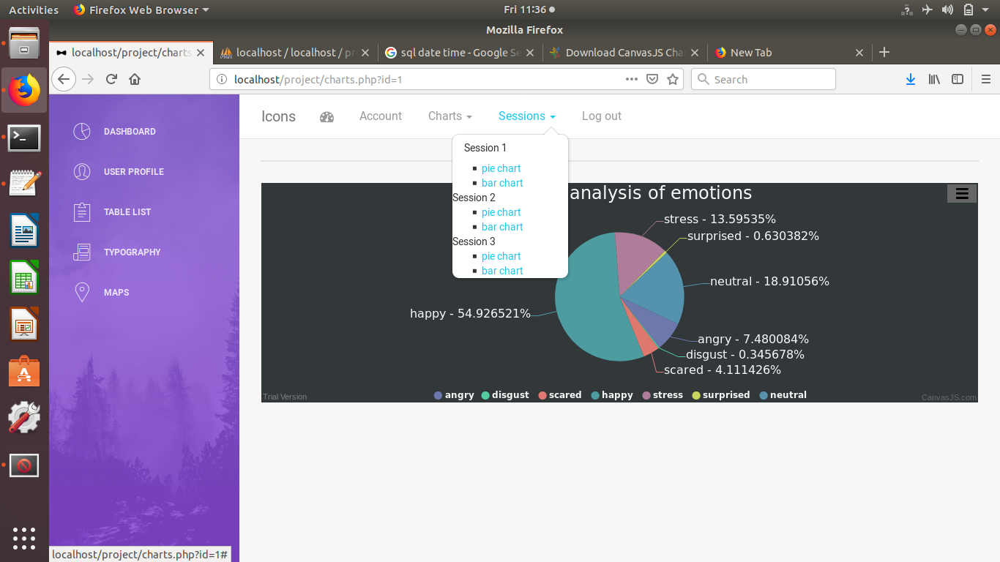 Activities
Firefox Web Browser
Fri 11:36
Mozilla Firefox
localhost/project/charts
localhost / localhost / pr
sql date time - Google Se
Download CanvasJS Cha
New Tab
localhost/project/charts.php?id=1
Search
DASHBOARD
USER PROFILE
TABLE LIST
TYPOGRAPHY
MAPS
Icons
Account
Charts
Sessions
Log out
Session 1
pie chart
bar chart
Session 2
pie chart
bar chart
Session 3
pie chart
bar chart
analysis of emotions
stress - 13.59535%
surprised - 0.630382%
neutral - 18.91056%
happy - 54.926521%
angry - 7.480084%
disgust - 0.345678%
scared - 4.111426%
angry disgust scared happy stress surprised neutral
Trial Version
CanvasJS.com
localhost/project/charts.php?id=1#